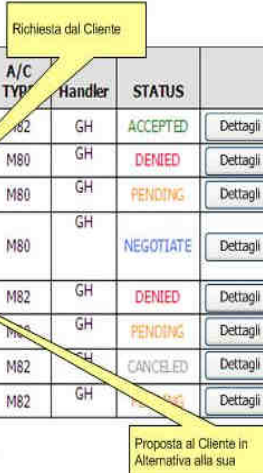 Richiesta dal Cliente
A/C
TYPE Handler STATUS
M82 GH ACCEPTED Dettagli
M80 GH DENIED Dettagli
M80 GH PENDING Dettagli
M80 GH NEGOTIATE Dettagli
M82 GH DENIED Dettagli
GH PENDING Dettagli
M82 GH CANCELED Dettagli
M82 GH Dettagli
Proposta al Cliente in
Alternativa alla sua